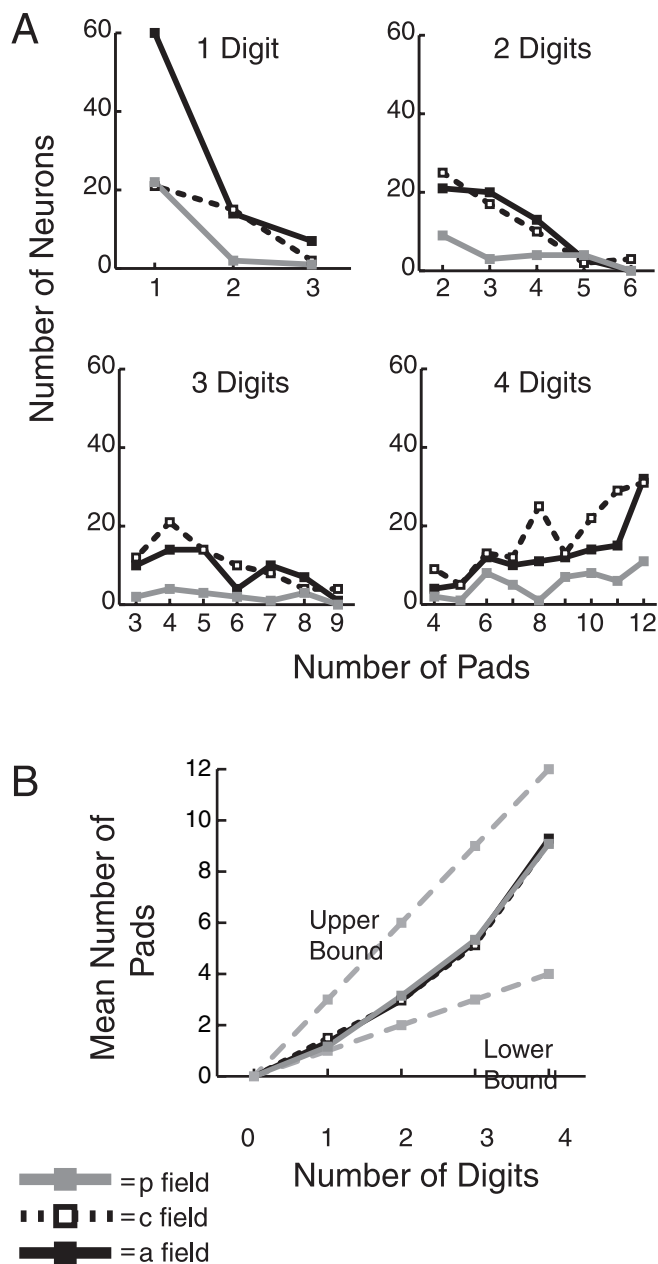 A
Number of Neurons
1 Digit
60
40
20
0
1 2 3
2 Digits
60
40
20
0
2 3 4 5 6
3 Digits
60
40
20
0
3 4 5 6 7 8 9
4 Digits
60
40
20
0
4 6 8 10 12
Number of Pads
B
Mean Number of
Pads
12
10
8
6
4
2
0
Upper
Bound
Lower
Bound
0 1 2 3 4
Number of Digits
=p field
=c field
=a field